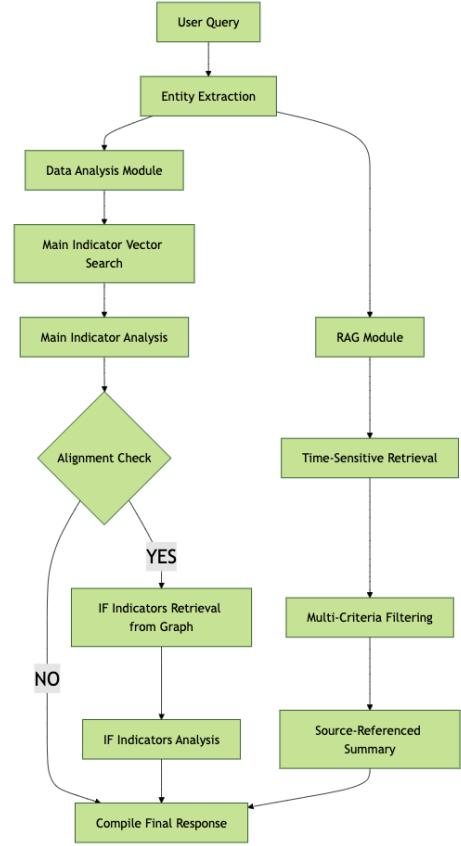 User Query
Entity Extraction
Data Analysis Module
Main Indicator Vector
Search
Main Indicator Analysis
RAG Module
Alignment Check
Time-Sensitive Retrieval
YES
IF Indicators Retrieval
from Graph
Multi-Criteria Filtering
NO
IF Indicators Analysis
Source-Referenced
Summary
Compile Final Response